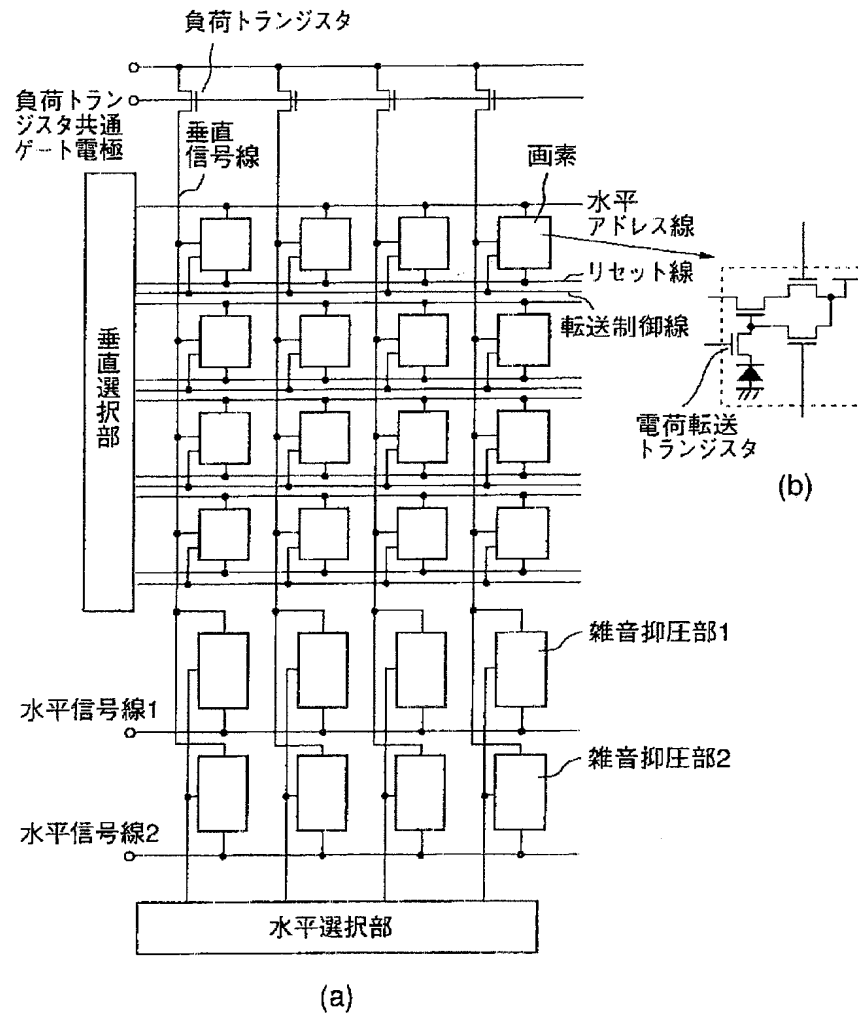 負荷トランジスタ
負荷トラン
ジスタ共通
ゲート電極
垂直
信号線
画素
水平
アドレス線
リセット線
転送制御線
垂直選択部
電荷転送
トランジスタ
(b)
雑音抑圧部1
水平信号線1
雑音抑圧部2
水平信号線2
水平選択部
(a)